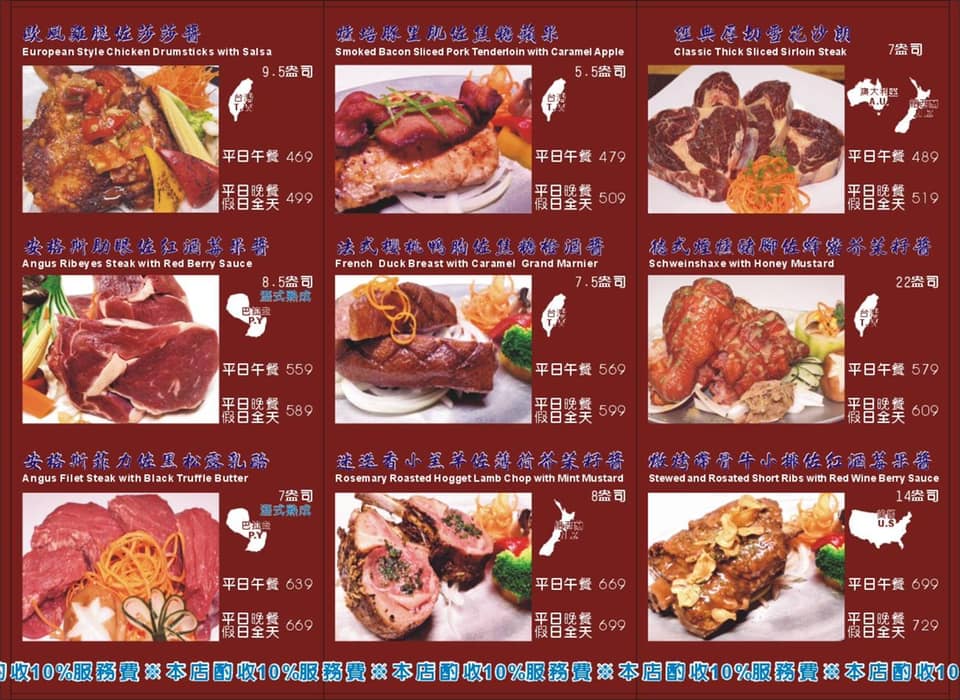 歐風雞腿佐莎莎醬
European Style Chicken Drumsticks with Salsa
9.5盎司
台灣
T.W
平日午餐 469
平日晚餐
假日全天 499
培豚里肌佐焦糖蘋果
Smoked Bacon Sliced Pork Tenderloin with Caramel Apple
5.5盎司
台灣
T.W
平日午餐 479
平日晚餐
假日全天 509
經典厚切雪花沙朗
Classic Thick Sliced Sirloin Steak
7盎司
澳大利亞
A.U.
紐西蘭
N.Z.
平日午餐 489
平日晚餐
假日全天 519
安格斯肋眼佐紅酒莓果醬
Angus Ribeyes Steak with Red Berry Sauce
8.5盎司
濕式熟成
巴拉圭
P.Y
平日午餐 559
平日晚餐
假日全天 589
法式櫻桃鴨胸佐焦糖橙酒醬
French Duck Breast with Caramel Grand Marnier
7.5盎司
台灣
T.W
平日午餐 569
平日晚餐
假日全天 599
德式煙燻豬腳佐蜂蜜芥茉籽醬
Schweinshaxe with Honey Mustard
22盎司
台灣
T.W
平日午餐 579
平日晚餐
假日全天 609
安格斯菲力佐黑松露乳酪
Angus Filet Steak with Black Truffle Butter
7盎司
濕式熟成
巴拉圭
P.Y
平日午餐 639
平日晚餐
假日全天 669
迷迭香小羔羊佐薄荷芥茉籽醬
Rosemary Roasted Hogget Lamb Chop with Mint Mustard
8盎司
紐西蘭
N.Z.
平日午餐 669
平日晚餐
假日全天 699
燉烤帶骨牛小排佐紅酒莓果醬
Stewed and Rosated Short Ribs with Red Wine Berry Sauce
14盎司
美國
U.S
平日午餐 699
平日晚餐
假日全天 729
酌收10%服務費※本店酌收10%服務費※本店酌收10%服務費※本店酌收10%服務費※本店酌收10